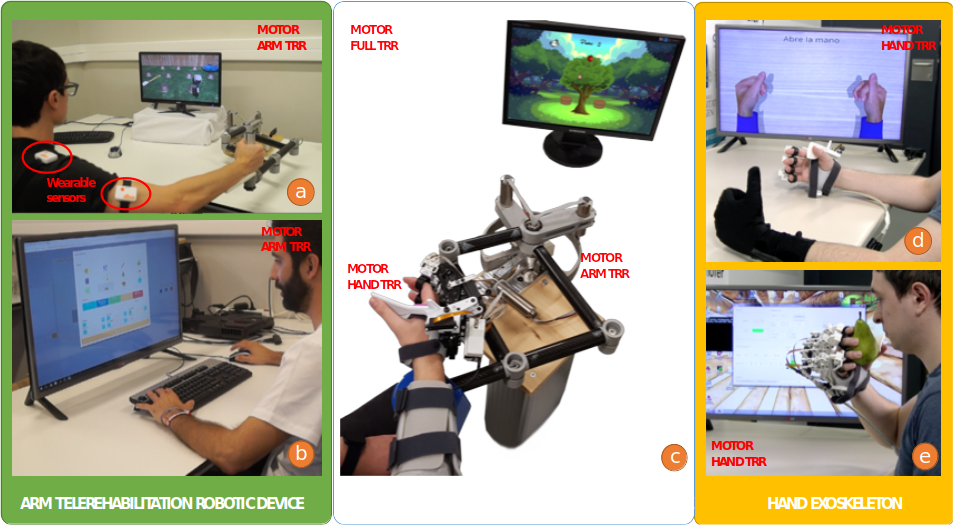 MOTOR
ARM TRR
Wearable
sensors
a
MOTOR
ARM TRR
b
ARM TELEREHABILITATION ROBOTIC DEVICE
MOTOR
FULL TRR
MOTOR
HAND TRR
MOTOR
ARM TRR
c
Abre la mano
MOTOR
HAND TRR
d
MOTOR
HAND TRR
e
HAND EXOSKELETON